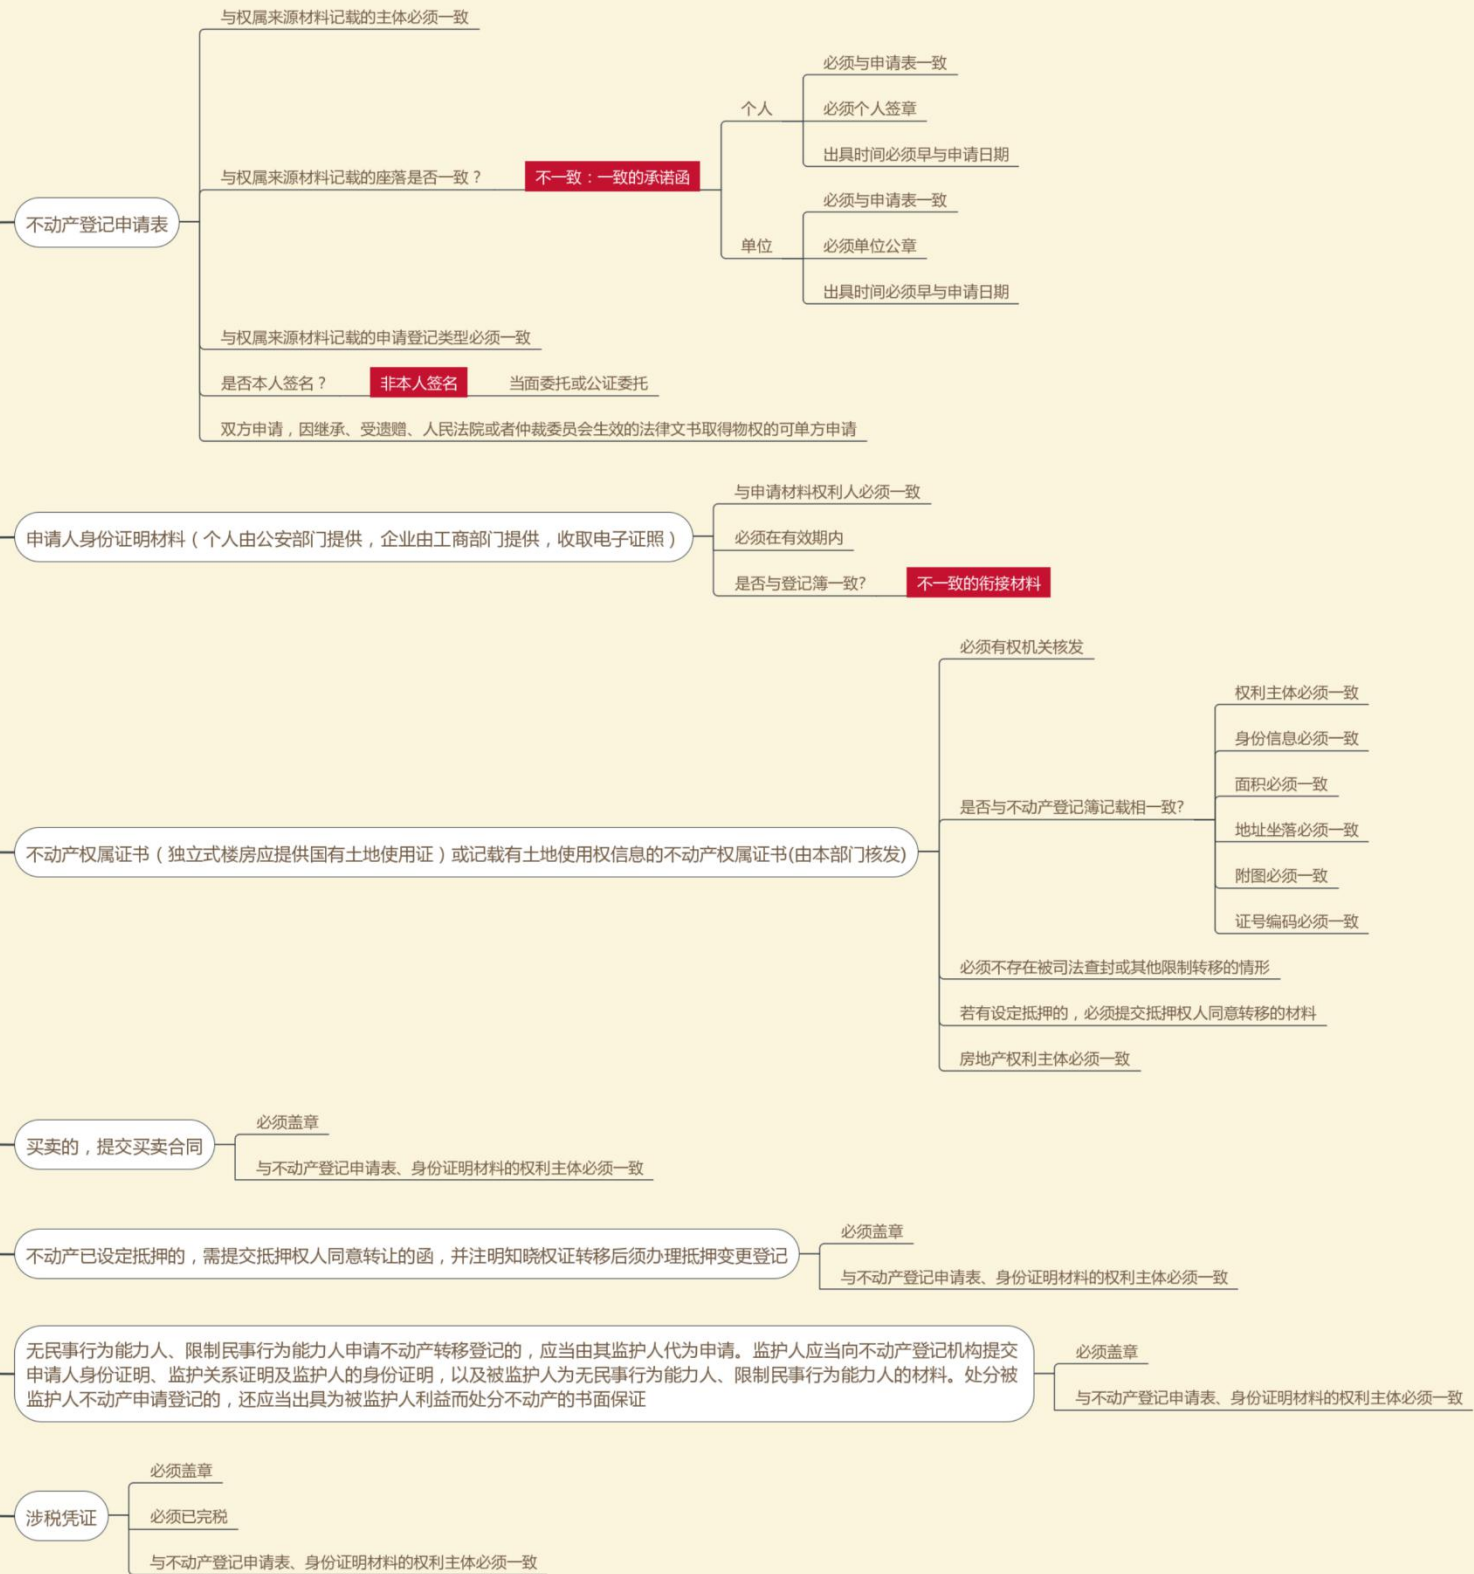 与权属来源材料记载的主体必须一致
必须与申请表一致
个人
必须个人签章
出具时间必须早与申请日期
与权属来源材料记载的座落是否一致？
不一致：一致的承诺函
必须与申请表一致
不动产登记申请表
单位
必须单位公章
出具时间必须早与申请日期
与权属来源材料记载的申请登记类型必须一致
是否本人签名？
非本人签名
当面委托或公证委托
双方申请，因继承、受遗赠、人民法院或者仲裁委员会生效的法律文书取得物权的可单方申请
与申请材料权利人必须一致
申请人身份证明材料（个人由公安部门提供，企业由工商部门提供，收取电子证照）
必须在有效期内
是否与登记簿一致?
不一致的衔接材料
必须有权机关核发
权利主体必须一致
身份信息必须一致
面积必须一致
是否与不动产登记簿记载相一致?
地址坐落必须一致
不动产权属证书（独立式楼房应提供国有土地使用证）或记载有土地使用权信息的不动产权属证书(由本部门核发)
附图必须一致
证号编码必须一致
必须不存在被司法查封或其他限制转移的情形
若有设定抵押的，必须提交抵押权人同意转移的材料
房地产权利主体必须一致
必须盖章
买卖的，提交买卖合同
与不动产登记申请表、身份证明材料的权利主体必须一致
必须盖章
不动产已设定抵押的，需提交抵押权人同意转让的函，并注明知晓权证转移后须办理抵押变更登记
与不动产登记申请表、身份证明材料的权利主体必须一致
无民事行为能力人、限制民事行为能力人申请不动产转移登记的，应当由其监护人代为申请。监护人应当向不动产登记机构提交
申请人身份证明、监护关系证明及监护人的身份证明，以及被监护人为无民事行为能力人、限制民事行为能力人的材料。处分被
监护人不动产申请登记的，还应当出具为被监护人利益而处分不动产的书面保证
必须盖章
与不动产登记申请表、身份证明材料的权利主体必须一致
必须盖章
涉税凭证
必须已完税
与不动产登记申请表、身份证明材料的权利主体必须一致